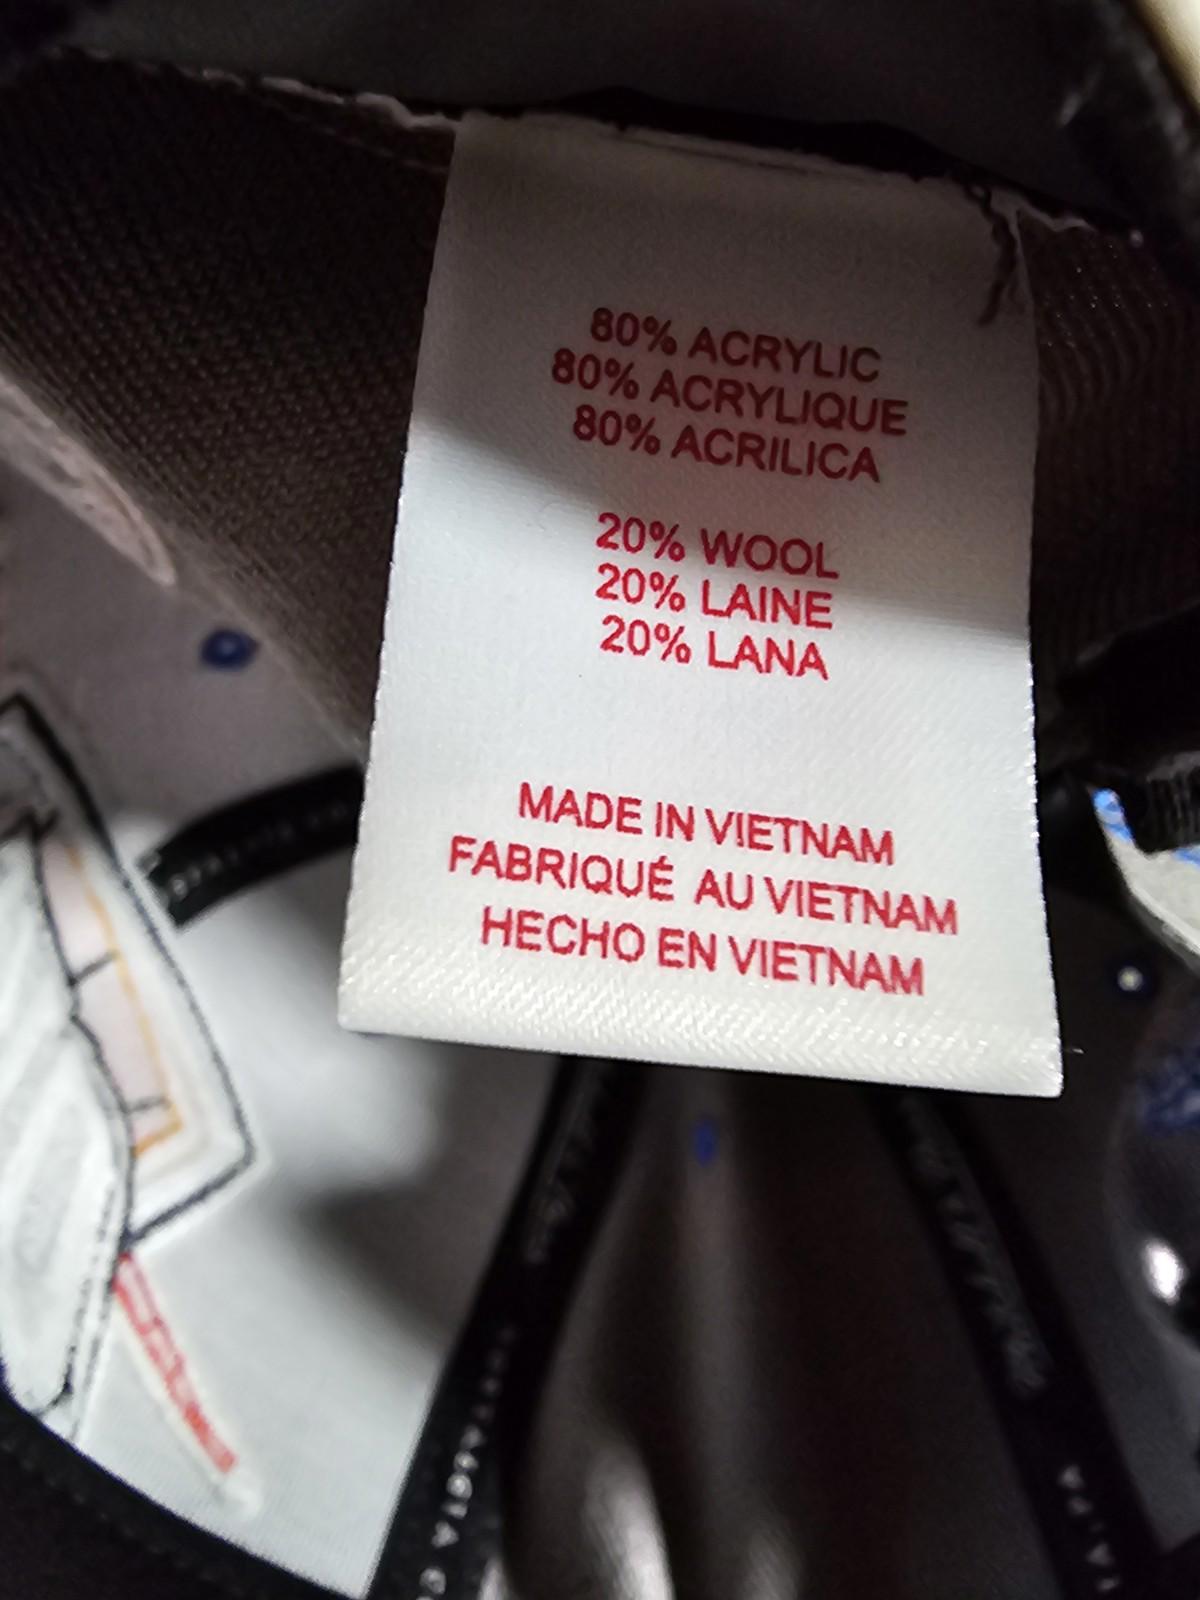 80% ACRYLIC
80% ACRYLIQUE
80% ACRILICA
20% WOOL
20% LAINE
20% LANA
MADE IN VIETNAM
FABRIQUÉ AU VIETNAM
HECHO EN VIETNAM